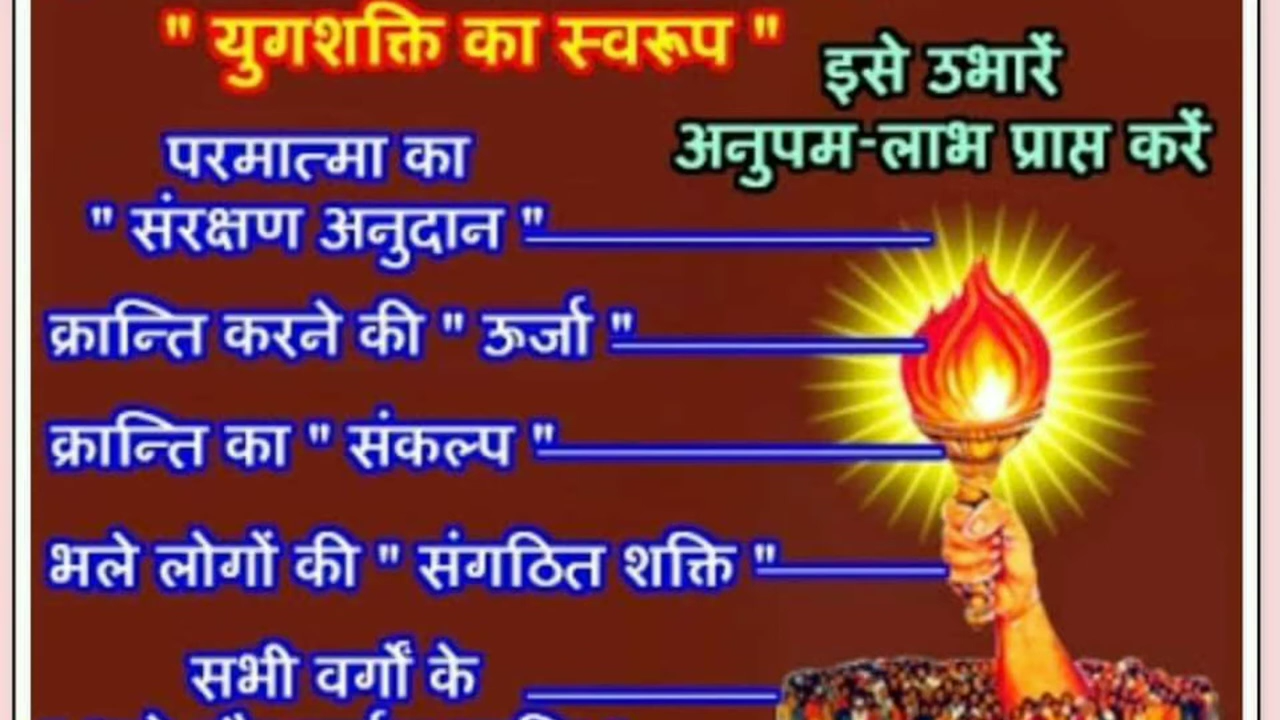 " युगशक्ति का स्वरूप "
इसे उभारें
अनुपम-लाभ प्राप्त करें
परमात्मा का
" संरक्षण अनुदान "
क्रान्ति करने की " ऊर्जा "
क्रान्ति का " संकल्प "
भले लोगों की " संगठित शक्ति "
सभी वर्गों के